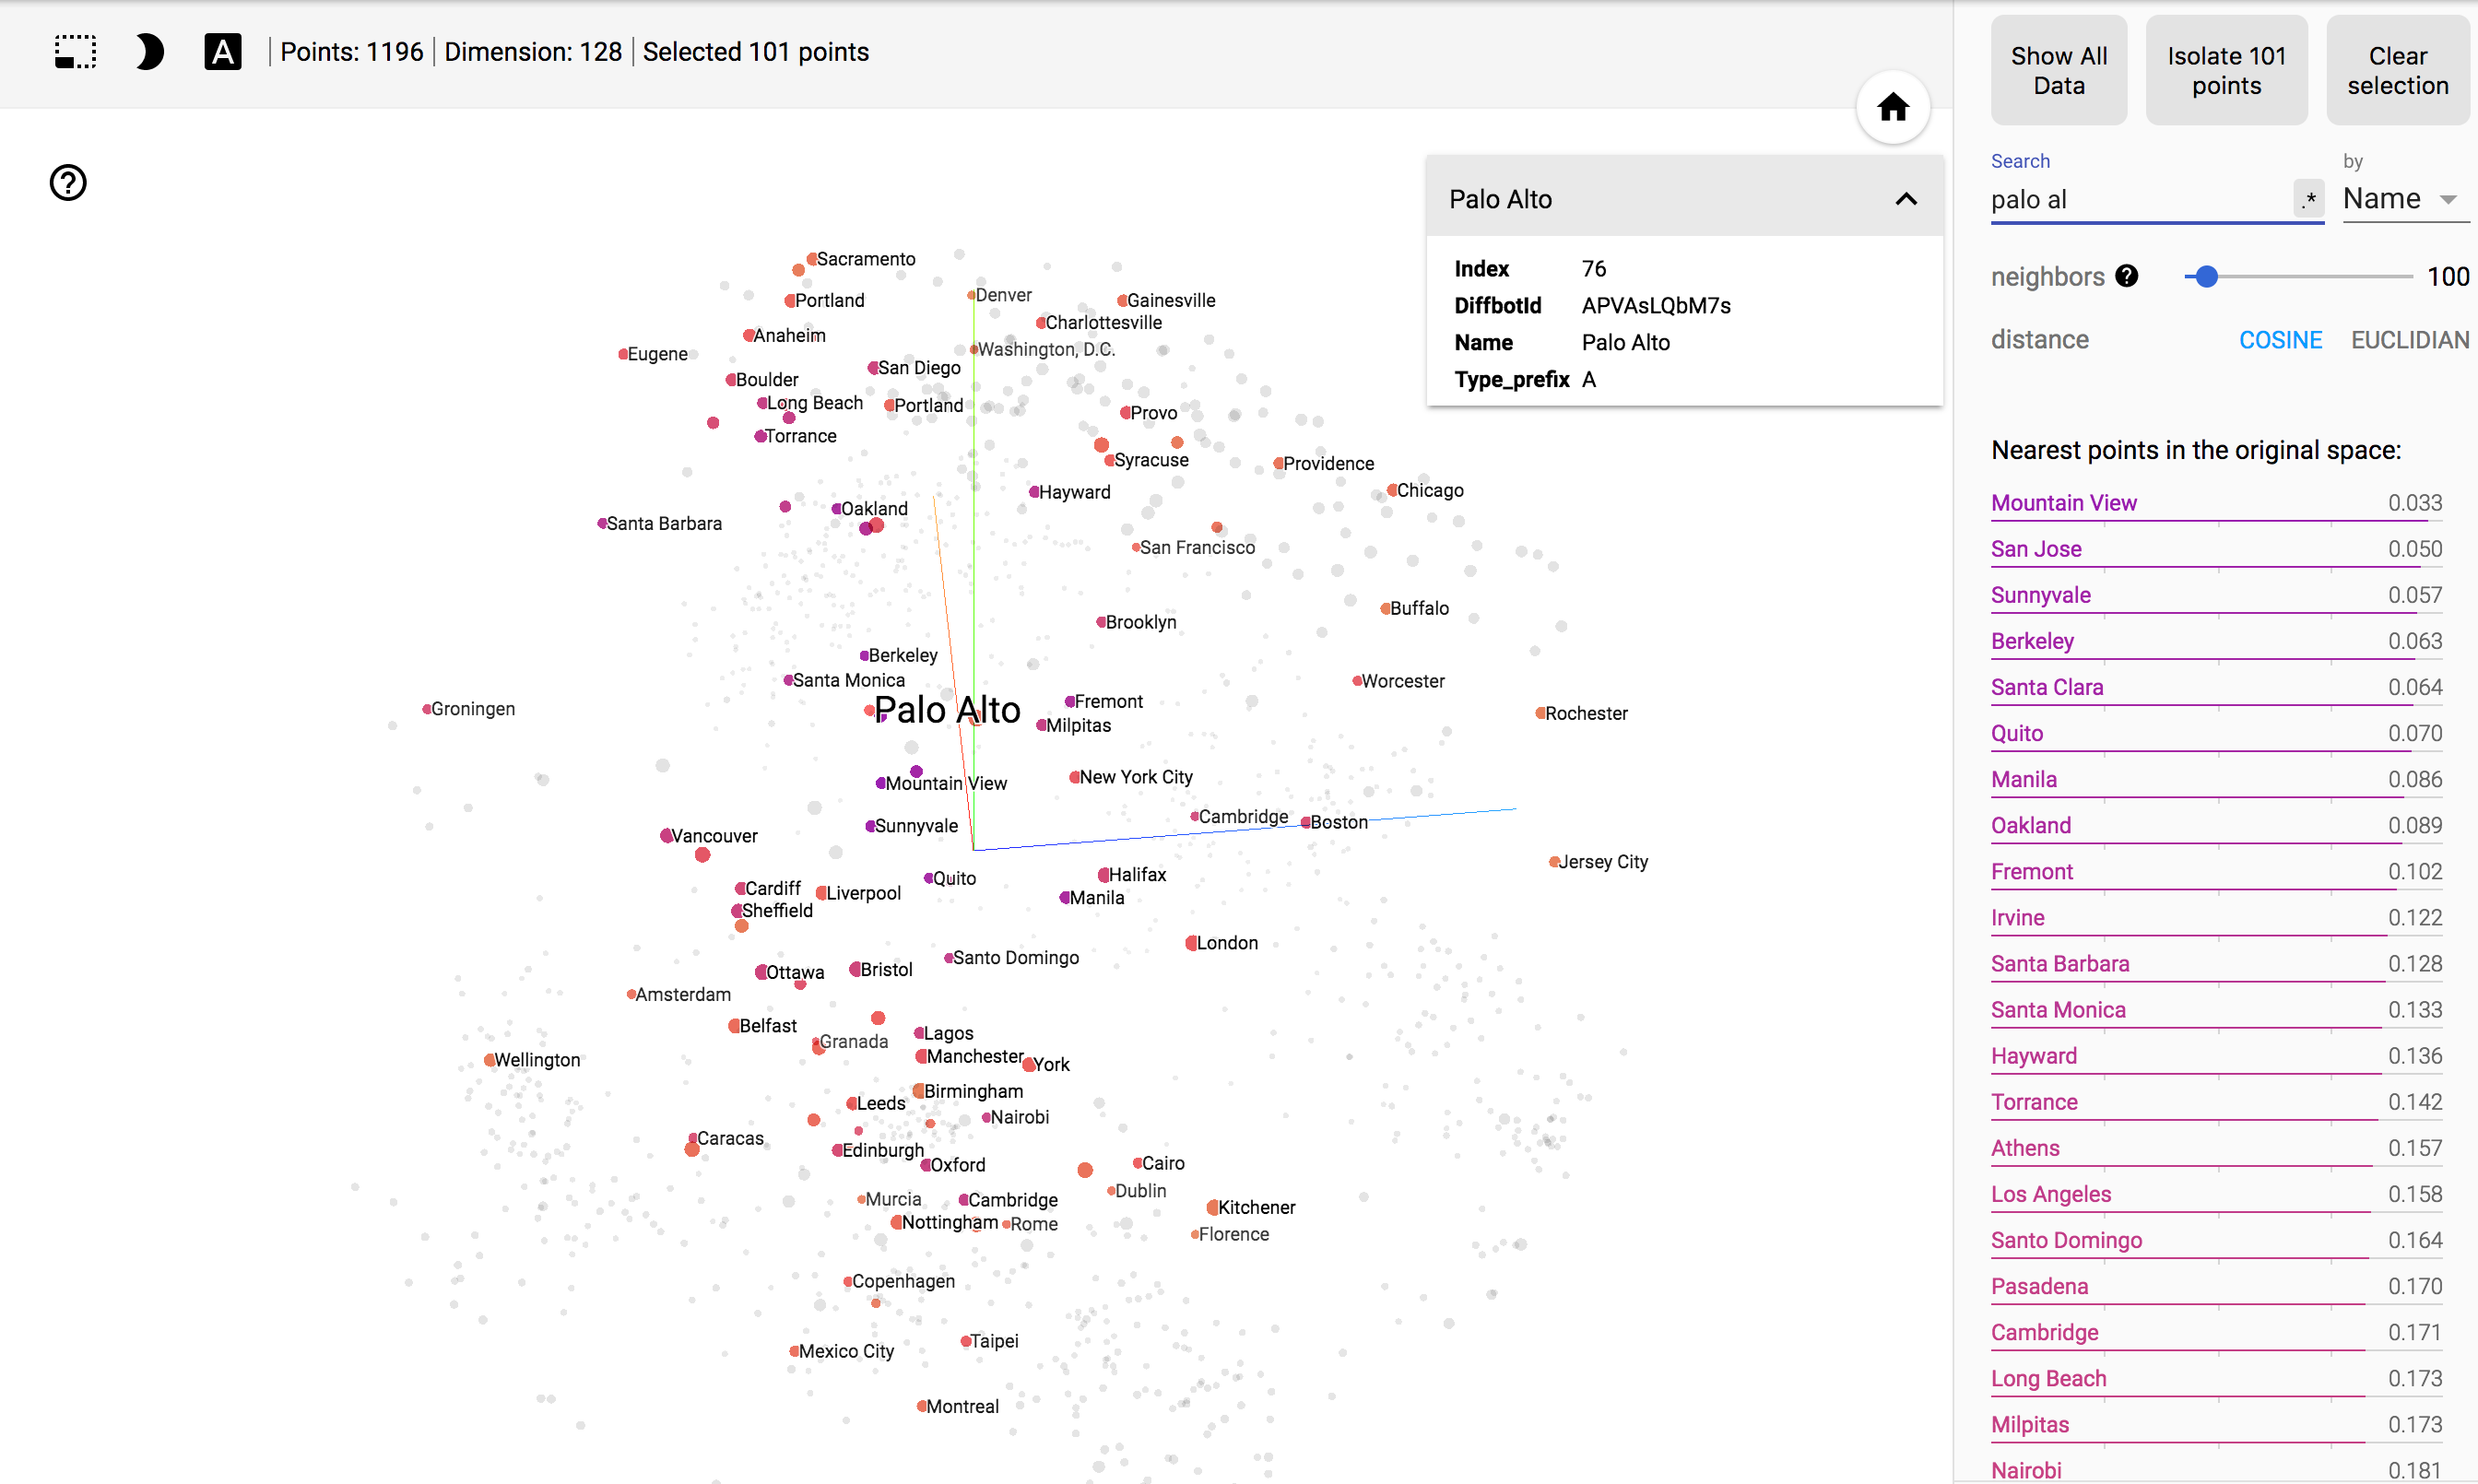 A
Points: 1196
Dimension: 128
Selected 101 points
Show All Data
Isolate 101 points
Clear selection
?
Palo Alto
Index 76
DiffbotId APVAsLQbM7s
Name Palo Alto
Type_prefix A
Search
palo al
.*
by
Name
neighbors ? 100
distance COSINE EUCLIDIAN
Nearest points in the original space:
Mountain View 0.033
San Jose 0.050
Sunnyvale 0.057
Berkeley 0.063
Santa Clara 0.064
Quito 0.070
Manila 0.086
Oakland 0.089
Fremont 0.102
Irvine 0.122
Santa Barbara 0.128
Santa Monica 0.133
Hayward 0.136
Torrance 0.142
Athens 0.157
Los Angeles 0.158
Santo Domingo 0.164
Pasadena 0.170
Cambridge 0.171
Long Beach 0.173
Milpitas 0.173
Nairobi 0.181
Sacramento
Denver
Portland
Gainesville
Charlottesville
Anaheim
Washington, D.C.
Eugene
San Diego
Boulder
Long Beach
Portland
Provo
Torrance
Syracuse
Providence
Chicago
Hayward
Oakland
Santa Barbara
San Francisco
Buffalo
Brooklyn
Berkeley
Santa Monica
Worcester
Fremont
Groningen
Palo Alto
Rochester
Milpitas
New York City
Mountain View
Cambridge
Boston
Sunnyvale
Vancouver
Jersey City
Halifax
Quito
Cardiff
Liverpool
Manila
Sheffield
London
Santo Domingo
Bristol
Ottawa
Amsterdam
Belfast
Lagos
Granada
Manchester
Wellington
York
Birmingham
Leeds
Nairobi
Caracas
Edinburgh
Cairo
Oxford
Dublin
Murcia
Cambridge
Kitchener
Nottingham
Rome
Florence
Copenhagen
Taipei
Mexico City
Montreal